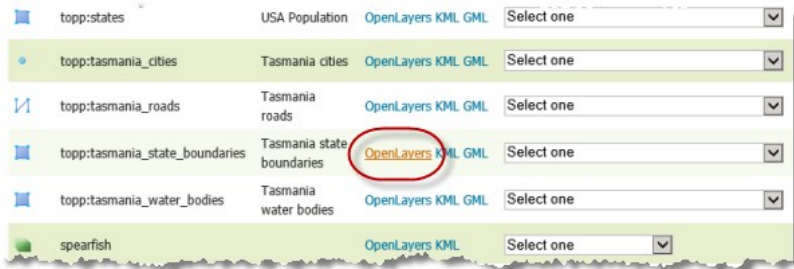 topp:states USA Population OpenLayers KML GML Select one
topp:tasmania_cities Tasmania cities OpenLayers KML GML Select one
topp:tasmania_roads Tasmania roads OpenLayers KML GML Select one
topp:tasmania_state_boundaries Tasmania state boundaries OpenLayers KML GML Select one
topp:tasmania_water_bodies Tasmania water bodies OpenLayers KML GML Select one
spearfish OpenLayers KML Select one